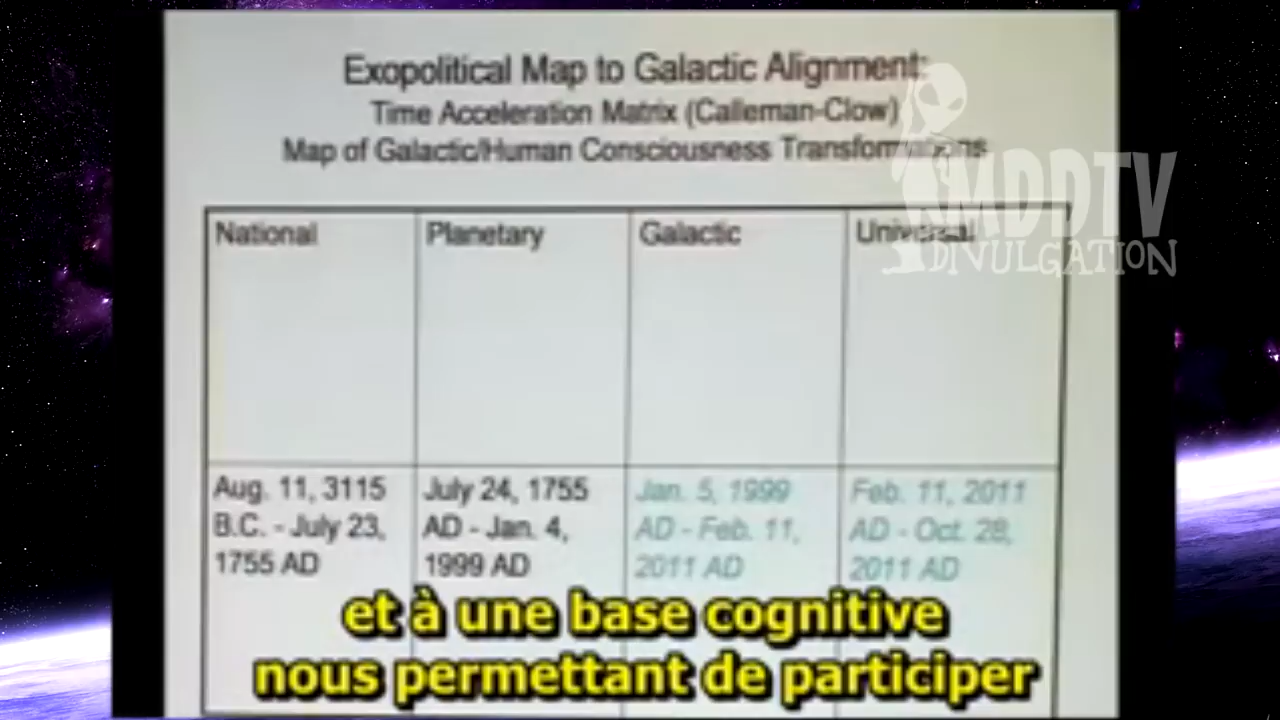 Exopolitical Map to Galactic Alignment:
Time Acceleration Matrix (Calleman-Clow)
Map of Galactic/Human Consciousness Transformations
National
Planetary
Galactic
Universal
Aug. 11, 3115
B.C. - July 23,
1755 AD
July 24, 1755
AD - Jan. 4,
1999 AD
Jan. 5, 1999
AD - Feb. 11,
2011 AD
Feb. 11, 2011
AD - Oct. 28,
2011 AD
et à une base cognitive
nous permettant de participer
MDDTV
DIVULGATION